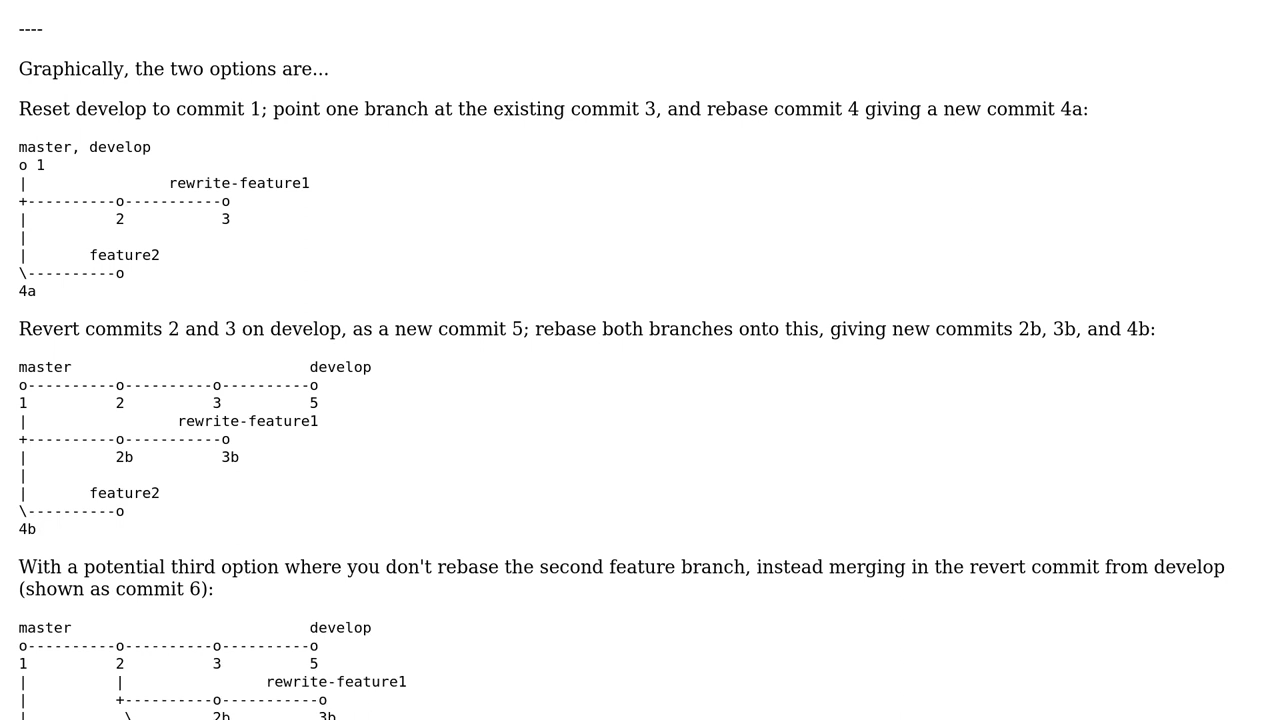 ----
Graphically, the two options are...
Reset develop to commit 1; point one branch at the existing commit 3, and rebase commit 4 giving a new commit 4a:
master, develop
o 1
|                rewrite-feature1
+----------o-----------o
|          2           3
|
|       feature2
\----------o
4a
Revert commits 2 and 3 on develop, as a new commit 5; rebase both branches onto this, giving new commits 2b, 3b, and 4b:
master                           develop
o----------o----------o----------o
1          2          3          5
|                 rewrite-feature1
+----------o-----------o
|          2b          3b
|
|       feature2
\----------o
4b
With a potential third option where you don't rebase the second feature branch, instead merging in the revert commit from develop
(shown as commit 6):
master                           develop
o----------o----------o----------o
1          2          3          5
|          |                rewrite-feature1
|          +----------o-----------o
|           \         2b          3b